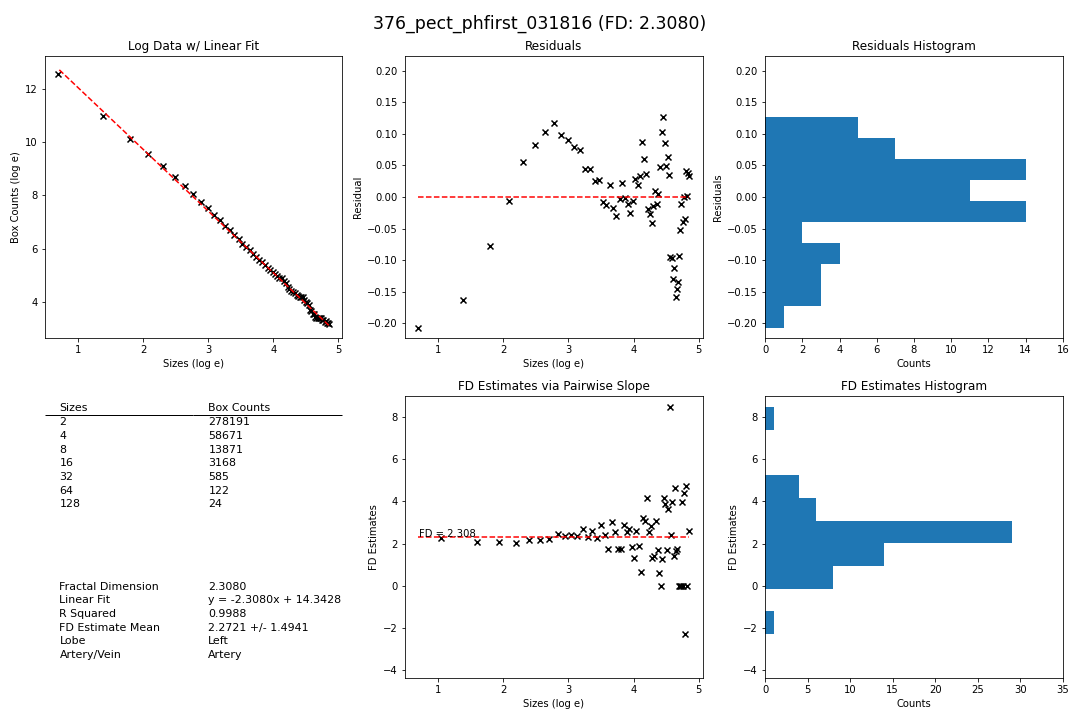 376_pect_phfirst_031816 (FD: 2.3080)
Log Data w/ Linear Fit
Box Counts (log e)
12
10
8
6
4
1 2 3 4 5
Sizes (log e)
Residuals
Residual
0.20
0.15
0.10
0.05
0.00
−0.05
−0.10
−0.15
−0.20
1 2 3 4 5
Sizes (log e)
Residuals Histogram
Residuals
0.20
0.15
0.10
0.05
0.00
−0.05
−0.10
−0.15
−0.20
0 2 4 6 8 10 12 14 16
Counts
Sizes Box Counts
2 278191
4 58671
8 13871
16 3168
32 585
64 122
128 24
Fractal Dimension 2.3080
Linear Fit y = -2.3080x + 14.3428
R Squared 0.9988
FD Estimate Mean 2.2721 +/- 1.4941
Lobe Left
Artery/Vein Artery
FD Estimates via Pairwise Slope
FD Estimates
8
6
4
2
0
−2
−4
FD = 2.308
1 2 3 4 5
Sizes (log e)
FD Estimates Histogram
FD Estimates
8
6
4
2
0
−2
−4
0 5 10 15 20 25 30 35
Counts